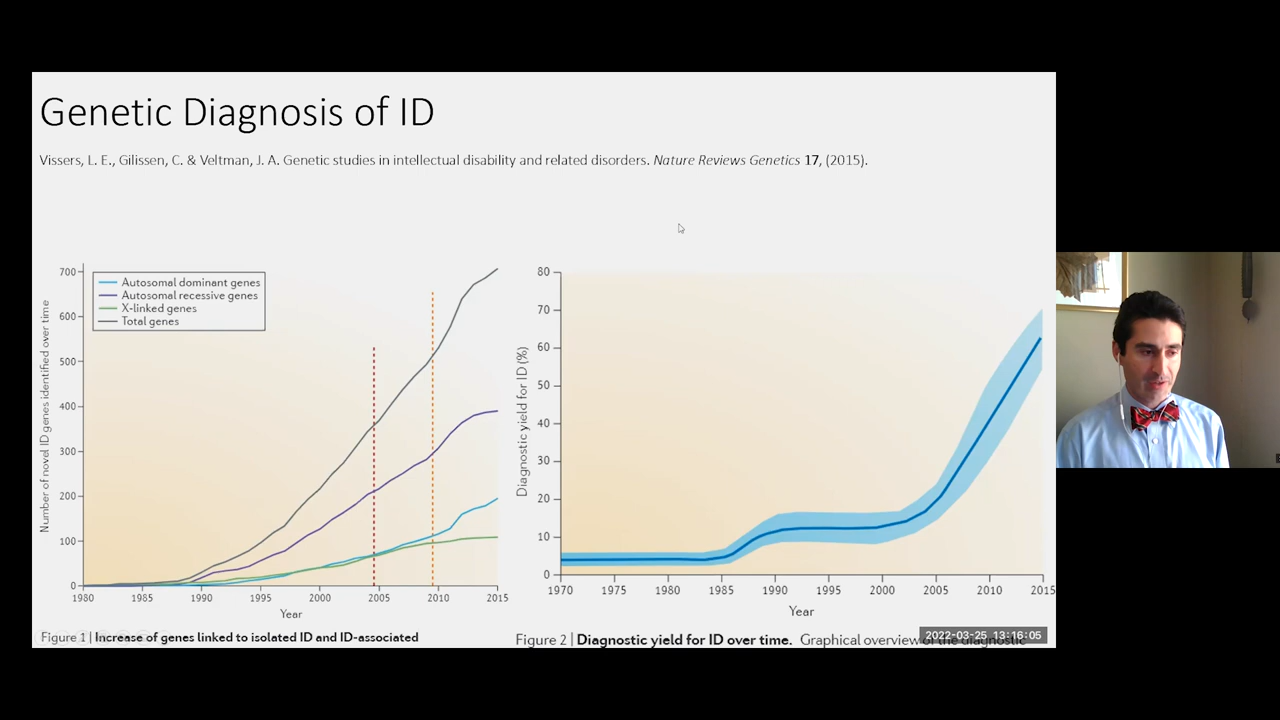 Genetic Diagnosis of ID
Vissers, L. E., Gilissen, C. & Veltman, J. A. Genetic studies in intellectual disability and related disorders. Nature Reviews Genetics 17, (2015).
Number of novel ID genes identified over time
700
600
500
400
300
200
100
0
Autosomal dominant genes
Autosomal recessive genes
X-linked genes
Total genes
1980 1985 1990 1995 2000 2005 2010 2015
Year
Figure 1 | Increase of genes linked to isolated ID and ID-associated
Diagnostic yield for ID (%)
80
70
60
50
40
30
20
10
0
1970 1975 1980 1985 1990 1995 2000 2005 2010 2015
Year
Figure 2 | Diagnostic yield for ID over time. Graphical overview of the diagnostic
2022-03-25 13:16:05